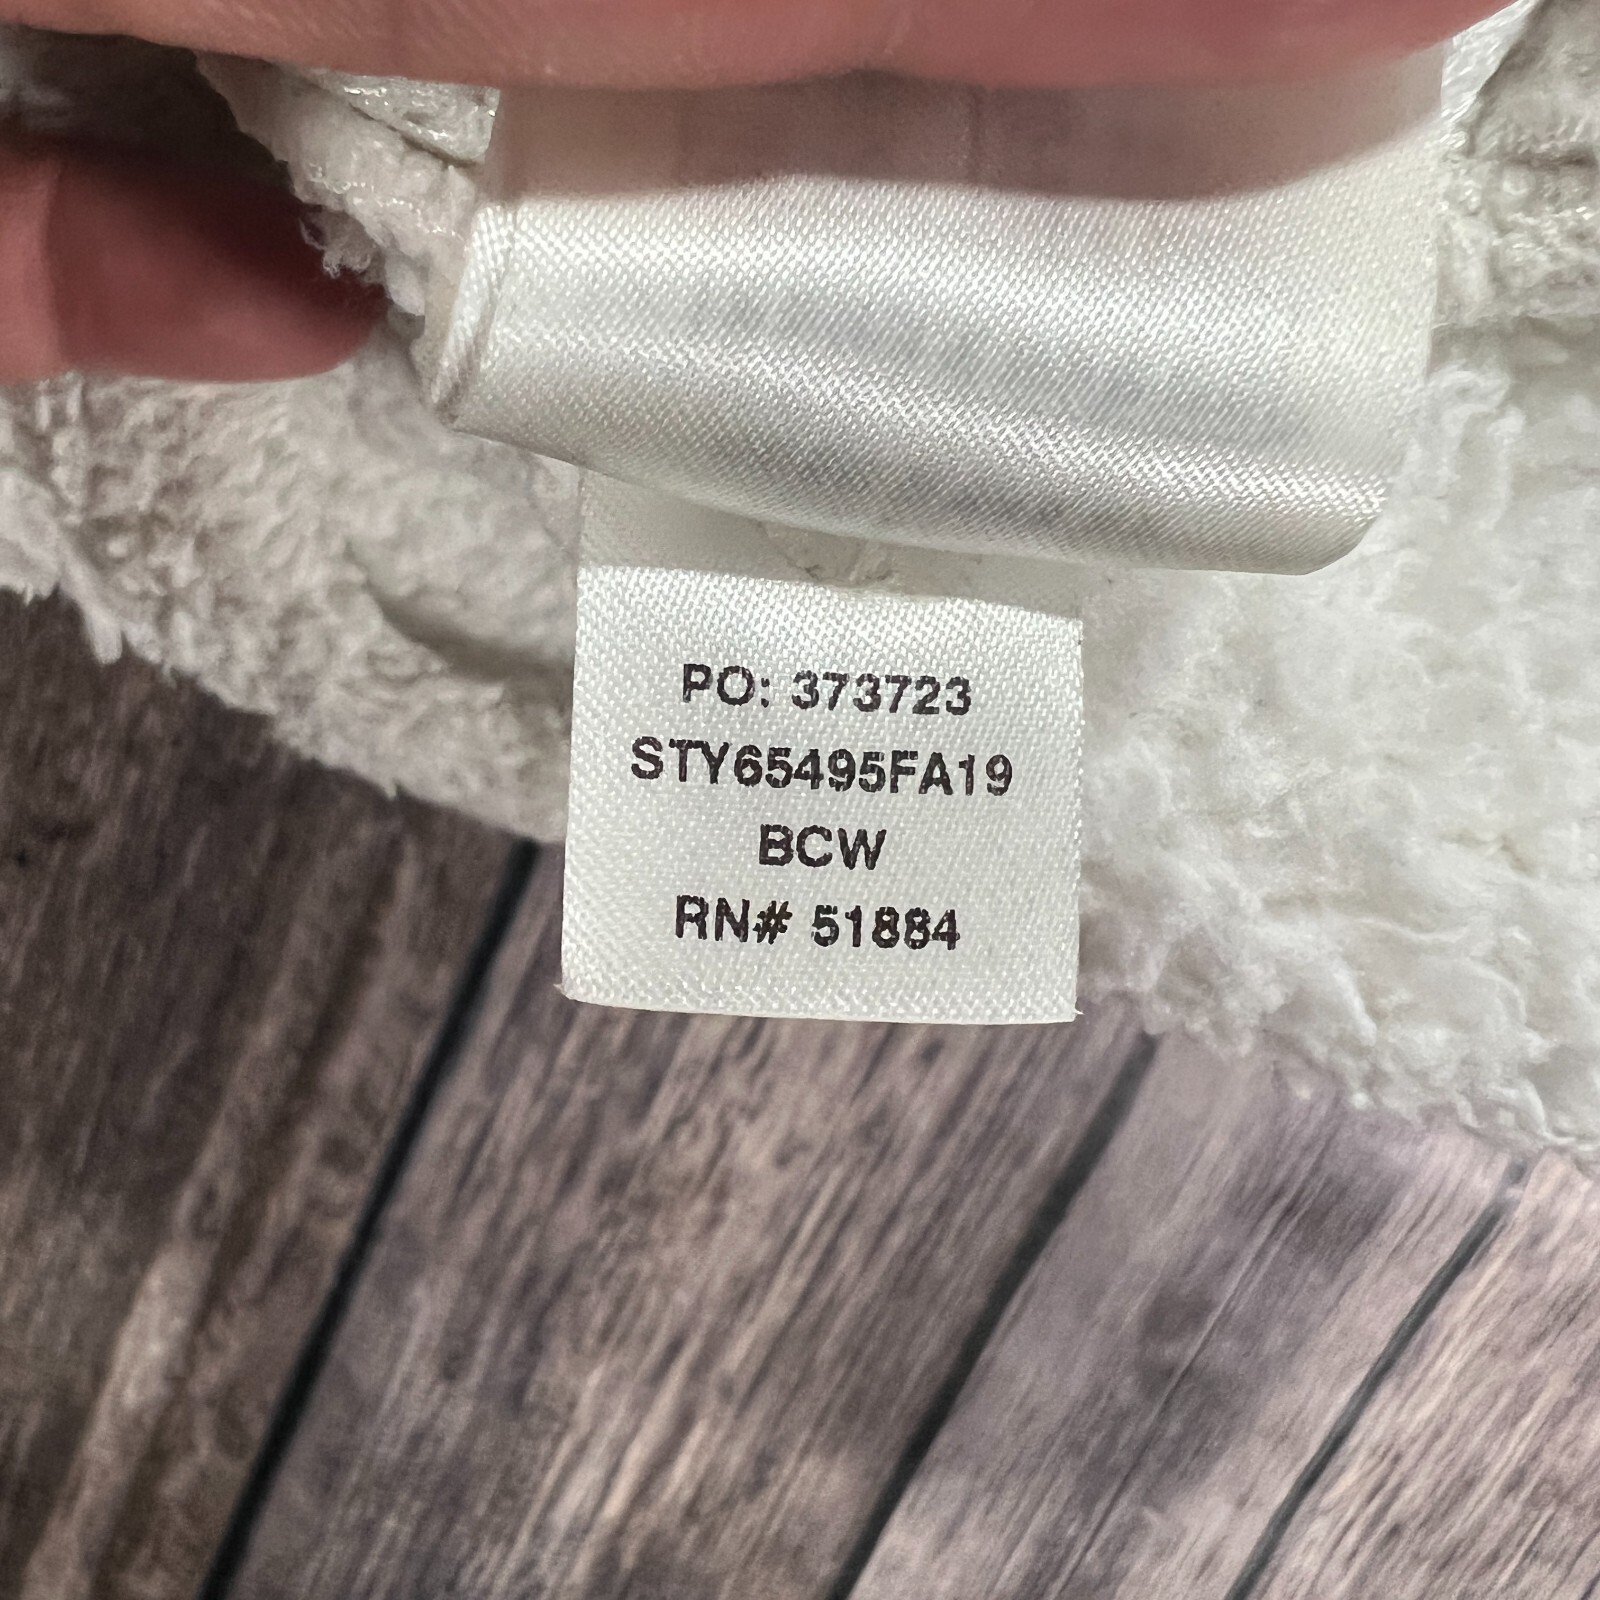 PO: 373723
STY65495FA19
BCW
RN# 51884